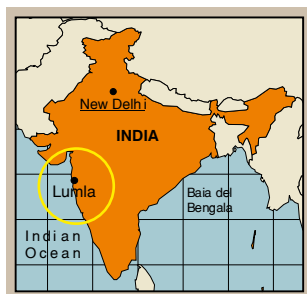 New Delhi
INDIA
Lumla
Baia del
Bengala
Indian
Ocean